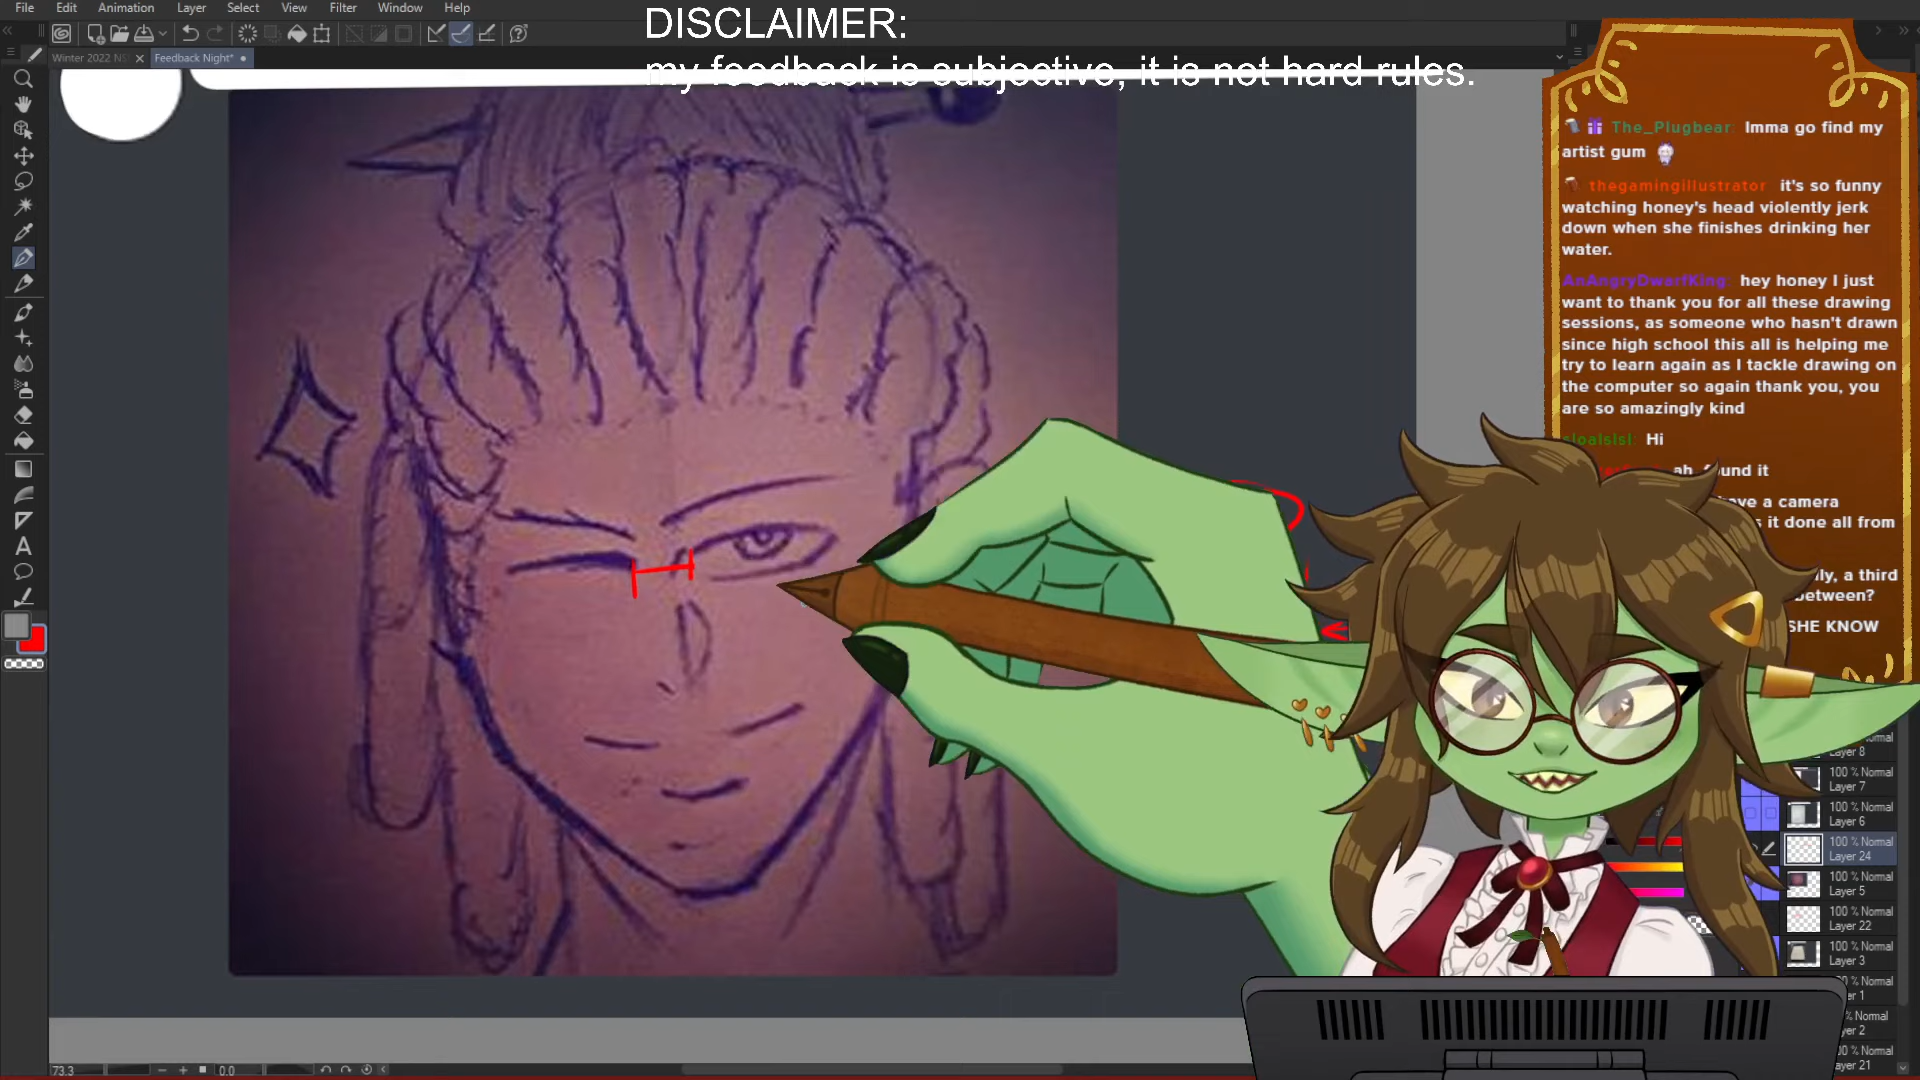 File Edit Animation Layer Select View Filter Window Help
DISCLAIMER:
my feedback is subjective, it is not hard rules.
Winter 2022 Feedback Night*
The_Plugbear: Imma go find my
artist gum
thegamingillustrator it's so funny
watching honey's head violently jerk
down when she finishes drinking her
water.
AnAngryDwarfKing: hey honey I just
want to thank you for all these drawing
sessions, as someone who hasn't drawn
since high school this all is helping me
try to learn again as I tackle drawing on
the computer so again thank you, you
are so amazingly kind
Hi
ah, found it
a camera
it done all from
a third
between?
SHE KNOW
Layer 8
100 % Normal
Layer 7
100 % Normal
Layer 6
100 % Normal
Layer 24
100 % Normal
Layer 5
100 % Normal
Layer 22
100 % Normal
Layer 3
% Normal
% Normal
% Normal
73.3
0.0